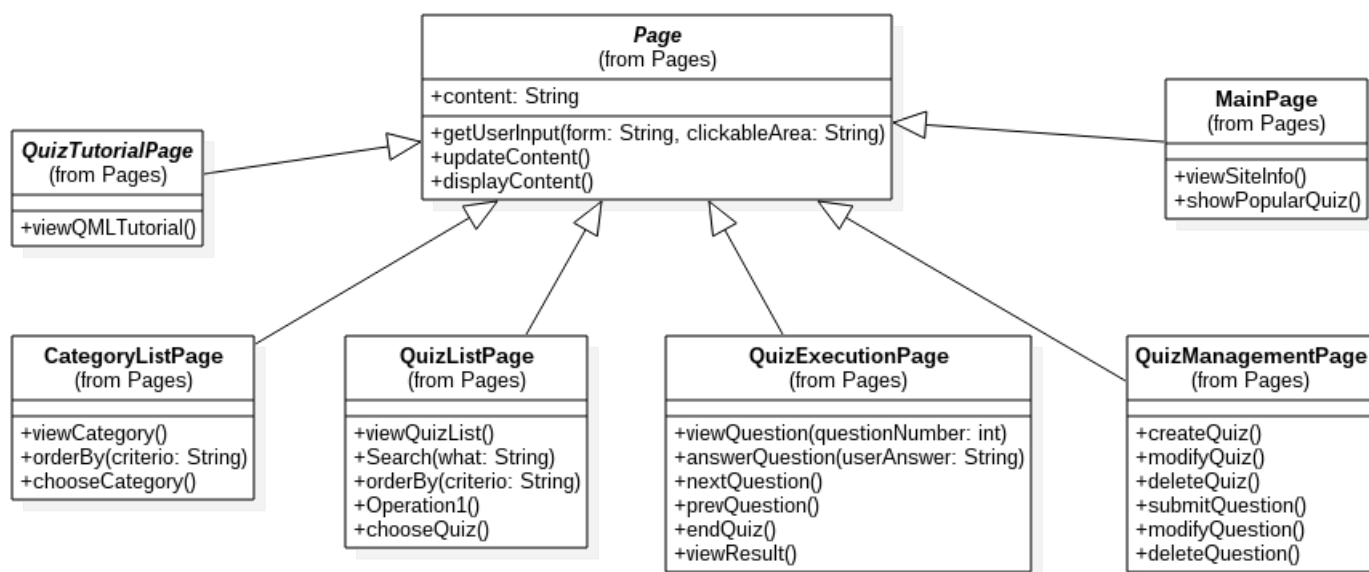 Page
(from Pages)
+content: String
+getUserInput(form: String, clickableArea: String)
+updateContent()
+displayContent()
MainPage
(from Pages)
+viewSiteInfo()
+showPopularQuiz()
QuizTutorialPage
(from Pages)
+viewQMLTutorial()
CategoryListPage
(from Pages)
+viewCategory()
+orderBy(criterio: String)
+chooseCategory()
QuizListPage
(from Pages)
+viewQuizList()
+Search(what: String)
+orderBy(criterio: String)
+Operation1()
+chooseQuiz()
QuizExecutionPage
(from Pages)
+viewQuestion(questionNumber: int)
+answerQuestion(userAnswer: String)
+nextQuestion()
+prevQuestion()
+endQuiz()
+viewResult()
QuizManagementPage
(from Pages)
+createQuiz()
+modifyQuiz()
+deleteQuiz()
+submitQuestion()
+modifyQuestion()
+deleteQuestion()